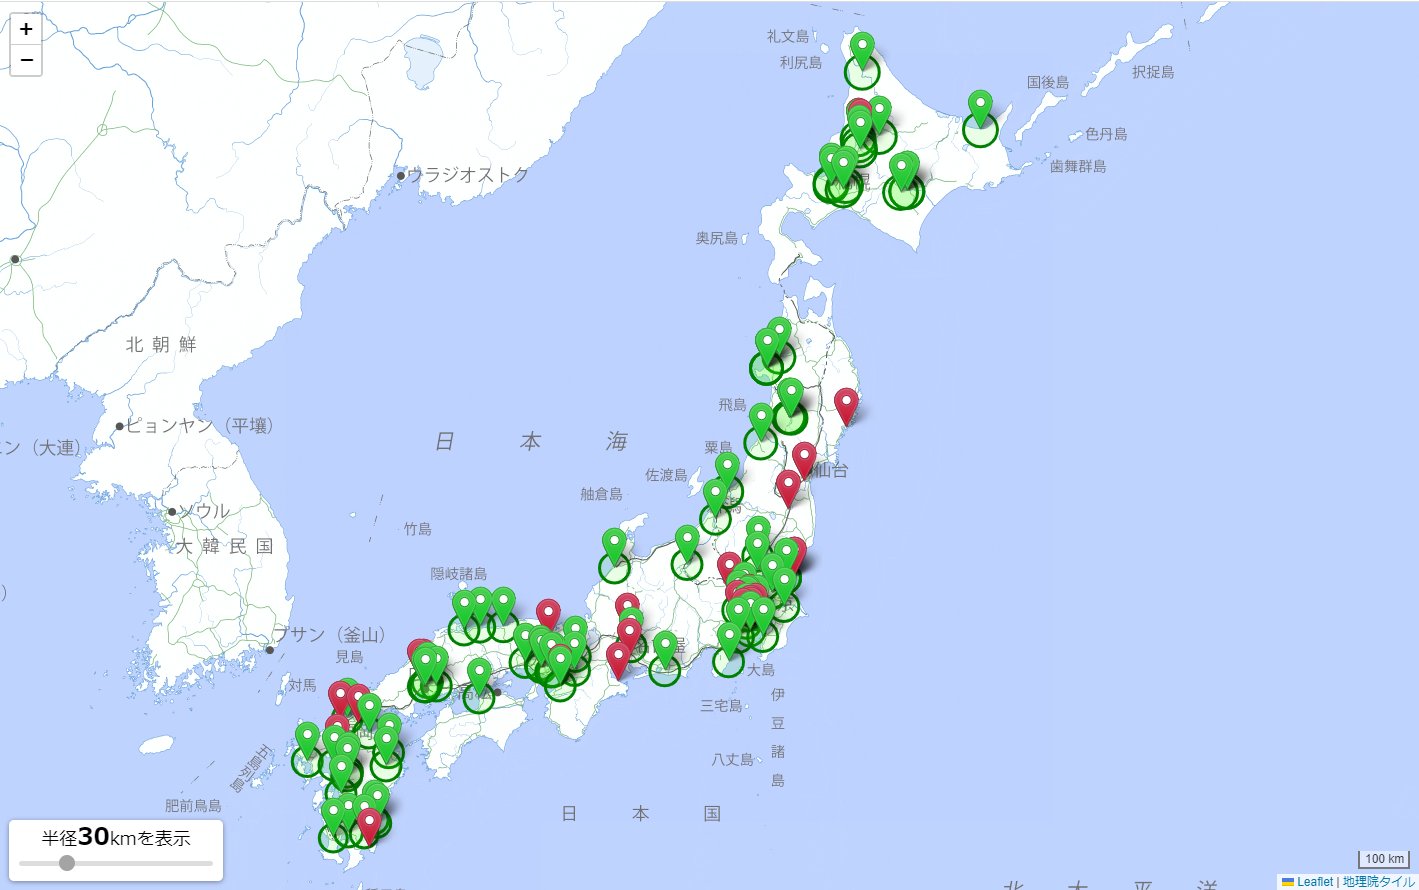 +
−
礼文島
利尻島
択捉島
国後島
色丹島
歯舞群島
ウラジオストク
奥尻島
北 朝 鮮
飛島
ピョンヤン（平壌）
（大連）
日 本 海
粟島
仙台
佐渡島
舳倉島
ソウル
竹島
大 韓 民 国
隠岐諸島
プサン（釜山）
見島
大島
対馬
伊豆諸島
三宅島
五島列島
八丈島
肥前鳥島
日 本 国
半径30kmを表示
100 km
北 太 平 洋
Leaflet | 地理院タイル